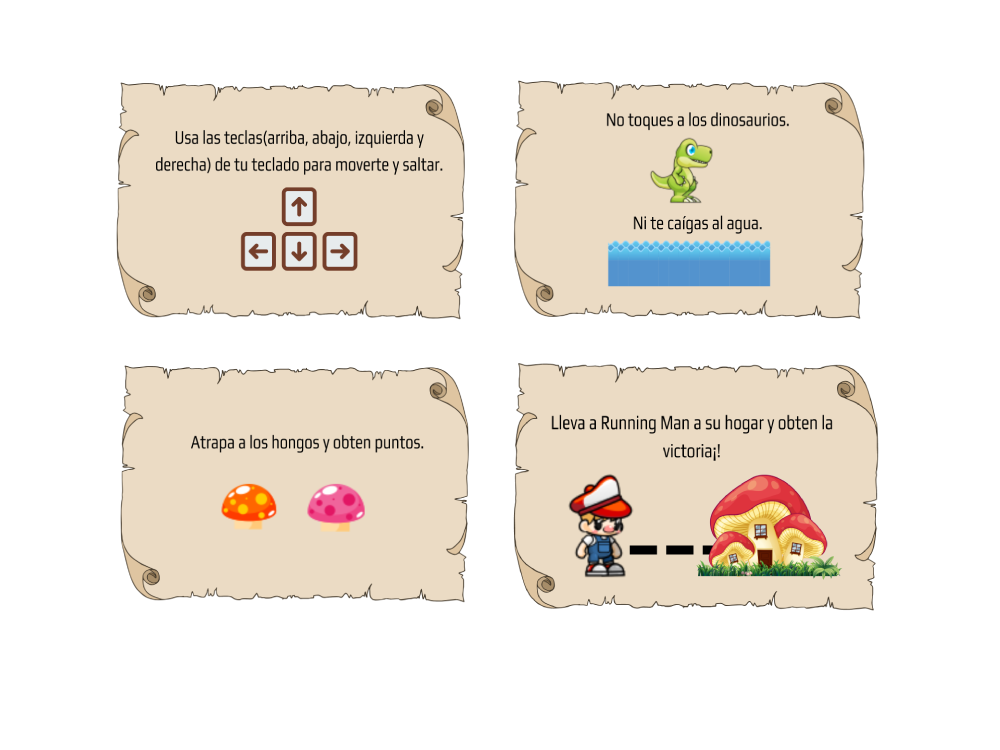 Usa las teclas(arriba, abajo, izquierda y
derecha) de tu teclado para moverte y saltar.
No toques a los dinosaurios.
Ni te caígas al agua.
Atrapa a los hongos y obten puntos.
Lleva a Running Man a su hogar y obten la
victoria¡!